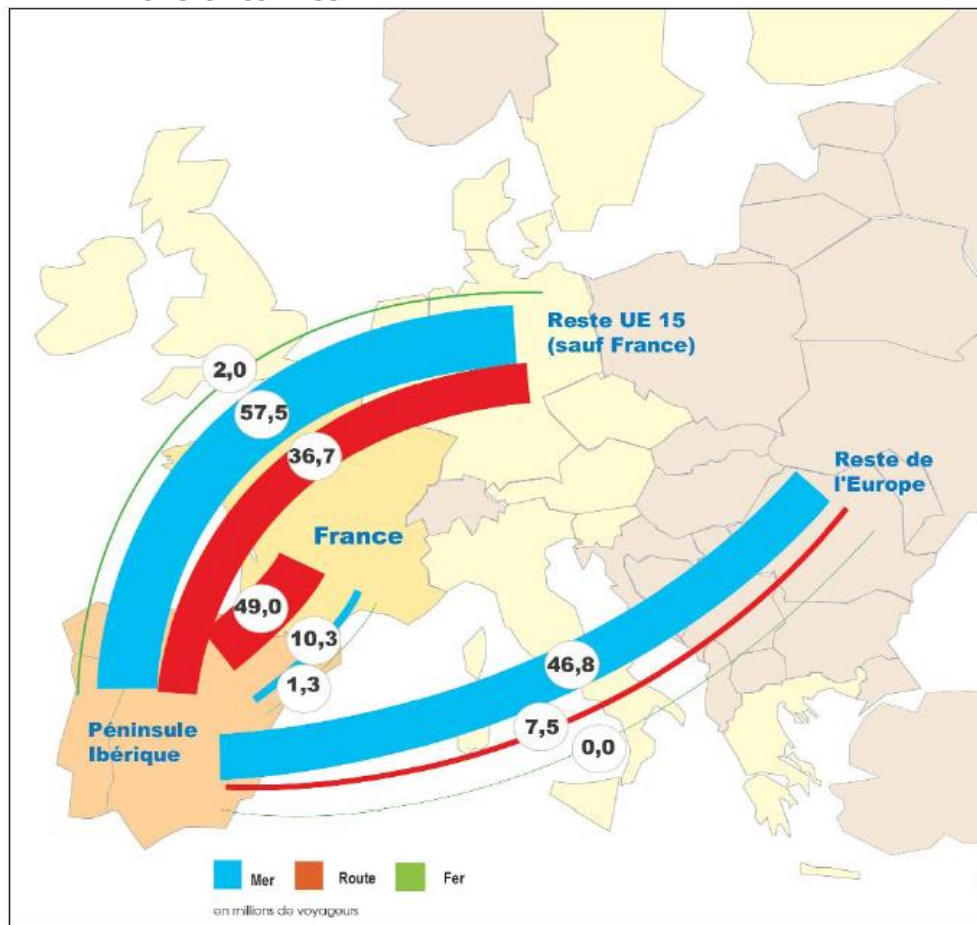 Reste UE 15
(sauf France)
2,0
57,5
36,7
Reste de
l'Europe
France
49,0
10,3
46,8
1,3
7,5
0,0
Péninsule
Ibérique
Mer
Route
Fer
en millions de voyageurs